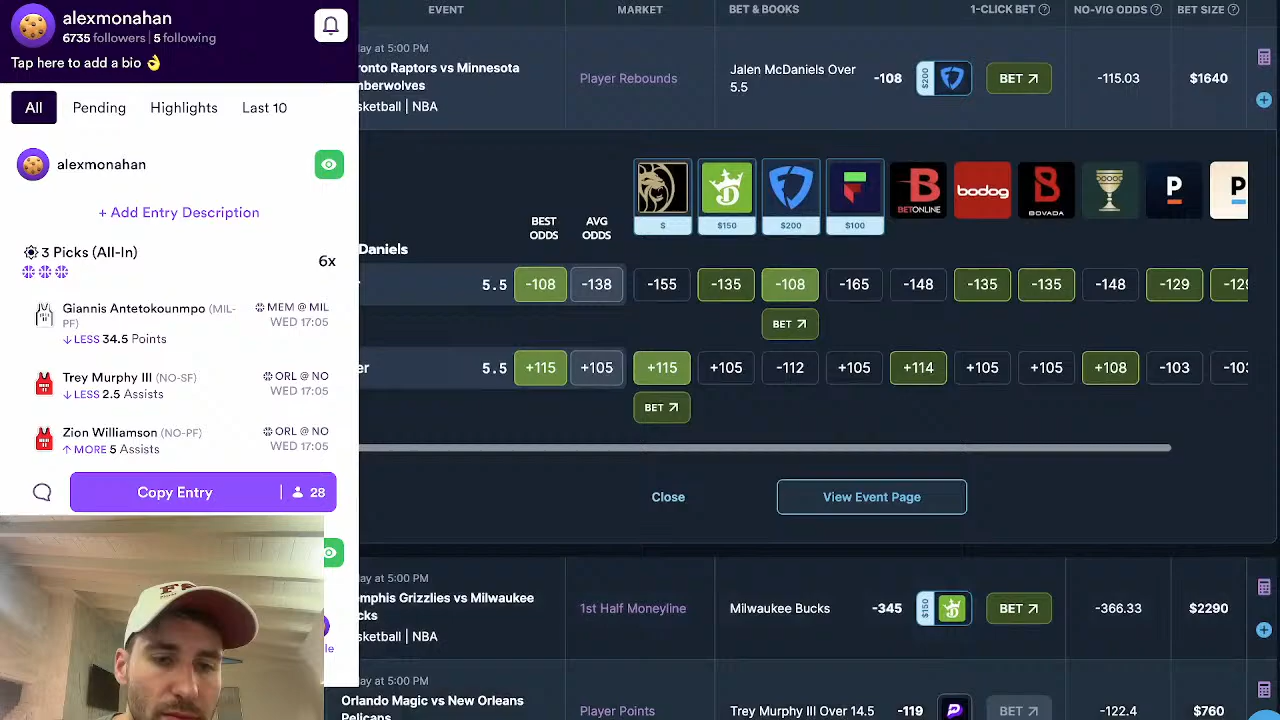 alexmonahan
6735 followers | 5 following
Tap here to add a bio 👌
All
Pending
Highlights
Last 10
alexmonahan
+ Add Entry Description
3 Picks (All-In)
6x
Giannis Antetokounmpo (MIL-
PF)
↓ LESS 34.5 Points
MEM @ MIL
WED 17:05
Trey Murphy III (NO-SF)
↓ LESS 2.5 Assists
ORL @ NO
WED 17:05
Zion Williamson (NO-PF)
↑ MORE 5 Assists
ORL @ NO
WED 17:05
Copy Entry
28
le
EVENT
MARKET
BET & BOOKS
1-CLICK BET
NO-VIG ODDS
BET SIZE
ay at 5:00 PM
ronto Raptors vs Minnesota
nberwolves
sketball | NBA
Player Rebounds
Jalen McDaniels Over
5.5
-108
$200
BET
-115.03
$1640
BEST
ODDS
AVG
ODDS
$
$150
$200
$100
BETONLINE
bodog
BOVADA
P
P
Daniels
5.5
-108
-138
-155
-135
-108
-165
-148
-135
-135
-148
-129
-129
BET
er
5.5
+115
+105
+115
+105
-112
+105
+114
+105
+105
+108
-103
-103
BET
Close
View Event Page
ay at 5:00 PM
mphis Grizzlies vs Milwaukee
cks
sketball | NBA
1st Half Moneyline
Milwaukee Bucks
-345
$150
BET
-366.33
$2290
ay at 5:00 PM
Orlando Magic vs New Orleans
Pelicans
Player Points
Trey Murphy III Over 14.5
-119
BET
-122.4
$760